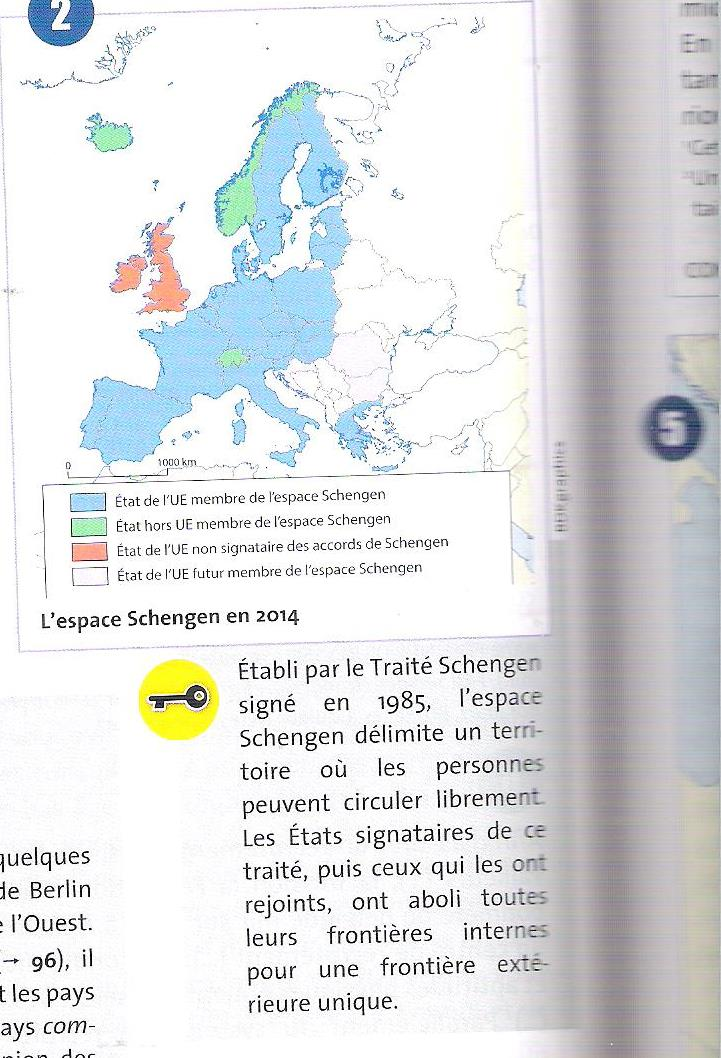 2
0 1000 km
État de l'UE membre de l'espace Schengen
État hors UE membre de l'espace Schengen
État de l'UE non signataire des accords de Schengen
État de l'UE futur membre de l'espace Schengen
L'espace Schengen en 2014
Établi par le Traité Schengen
signé en 1985, l'espace
Schengen délimite un terri-
toire où les personnes
peuvent circuler librement.
Les États signataires de ce
traité, puis ceux qui les ont
rejoints, ont aboli toutes
leurs frontières internes
pour une frontière exté-
rieure unique.
quelques
de Berlin
l'Ouest.
→ 96), il
t les pays
ays com-
des
En
5